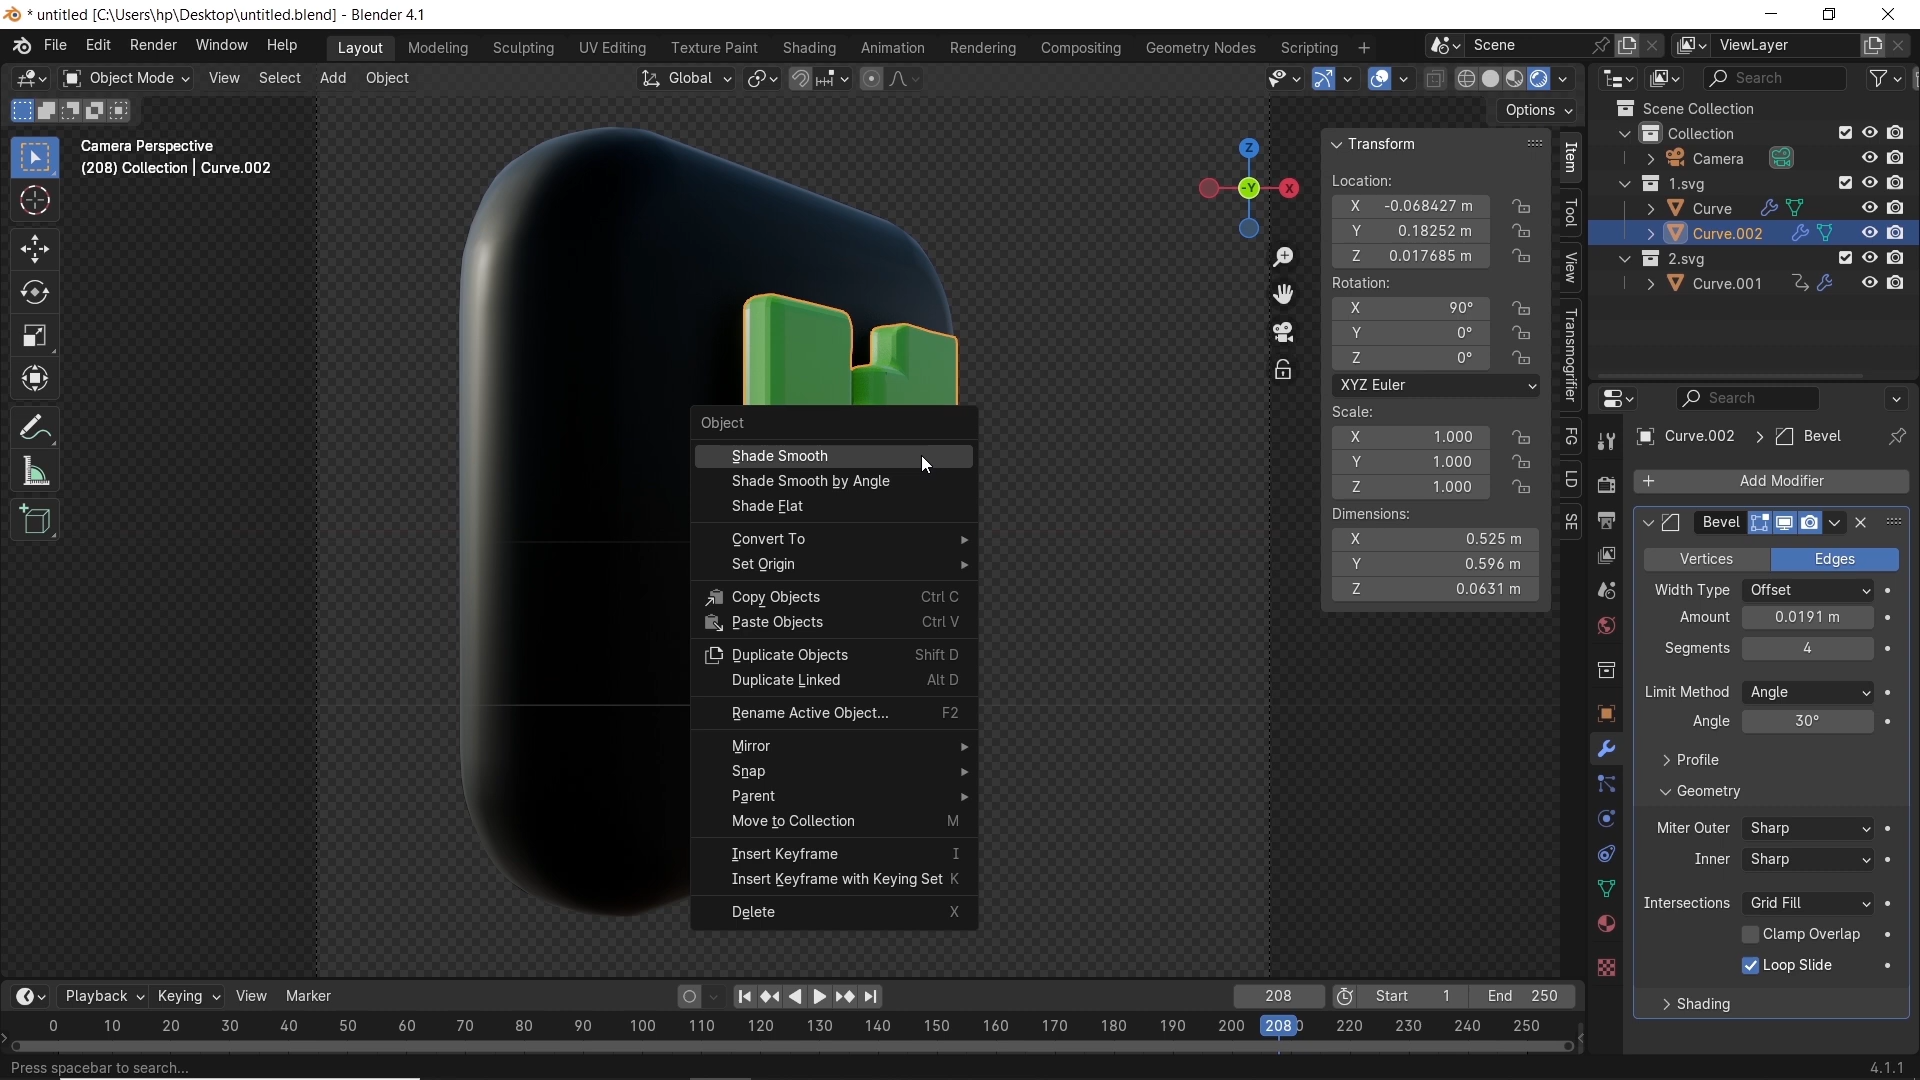 * untitled [C:\Users\hp\Desktop\untitled.blend] - Blender 4.1
File Edit Render Window Help Layout Modeling Sculpting UV Editing Texture Paint Shading Animation Rendering Compositing Geometry Nodes Scripting + Scene ViewLayer
Object Mode View Select Add Object Global Search
Options
Camera Perspective
(208) Collection | Curve.002
Z
-Y X
Transform
Location:
X -0.068427 m
Y 0.18252 m
Z 0.017685 m
Rotation:
X 90°
Y 0°
Z 0°
XYZ Euler
Scale:
X 1.000
Y 1.000
Z 1.000
Dimensions:
X 0.525 m
Y 0.596 m
Z 0.0631 m
Item
Tool
View
Transmogrifier
FG
LD
SE
Scene Collection
Collection
Camera
1.svg
Curve
Curve.002
2.svg
Curve.001
Search
Curve.002 > Bevel
+ Add Modifier
Bevel
Vertices Edges
Width Type Offset
Amount 0.0191 m
Segments 4
Limit Method Angle
Angle 30°
Profile
Geometry
Miter Outer Sharp
Inner Sharp
Intersections Grid Fill
Clamp Overlap
Loop Slide
Shading
Object
Shade Smooth
Shade Smooth by Angle
Shade Flat
Convert To
Set Origin
Copy Objects Ctrl C
Paste Objects Ctrl V
Duplicate Objects Shift D
Duplicate Linked Alt D
Rename Active Object... F2
Mirror
Snap
Parent
Move to Collection M
Insert Keyframe I
Insert Keyframe with Keying Set K
Delete X
Playback Keying View Marker 208 Start 1 End 250
0 10 20 30 40 50 60 70 80 90 100 110 120 130 140 150 160 170 180 190 200 208 220 230 240 250
Press spacebar to search... 4.1.1